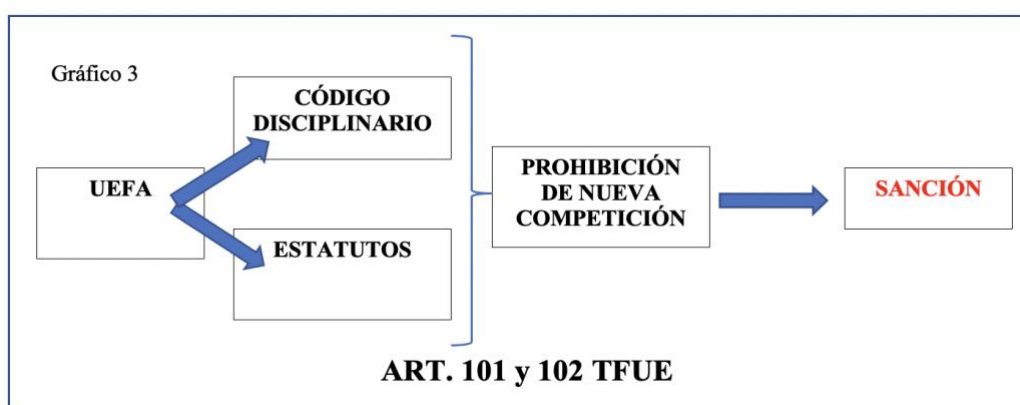 Gráfico 3
CÓDIGO
DISCIPLINARIO
UEFA
ESTATUTOS
PROHIBICIÓN
DE NUEVA
COMPETICIÓN
SANCIÓN
ART. 101 y 102 TFUE